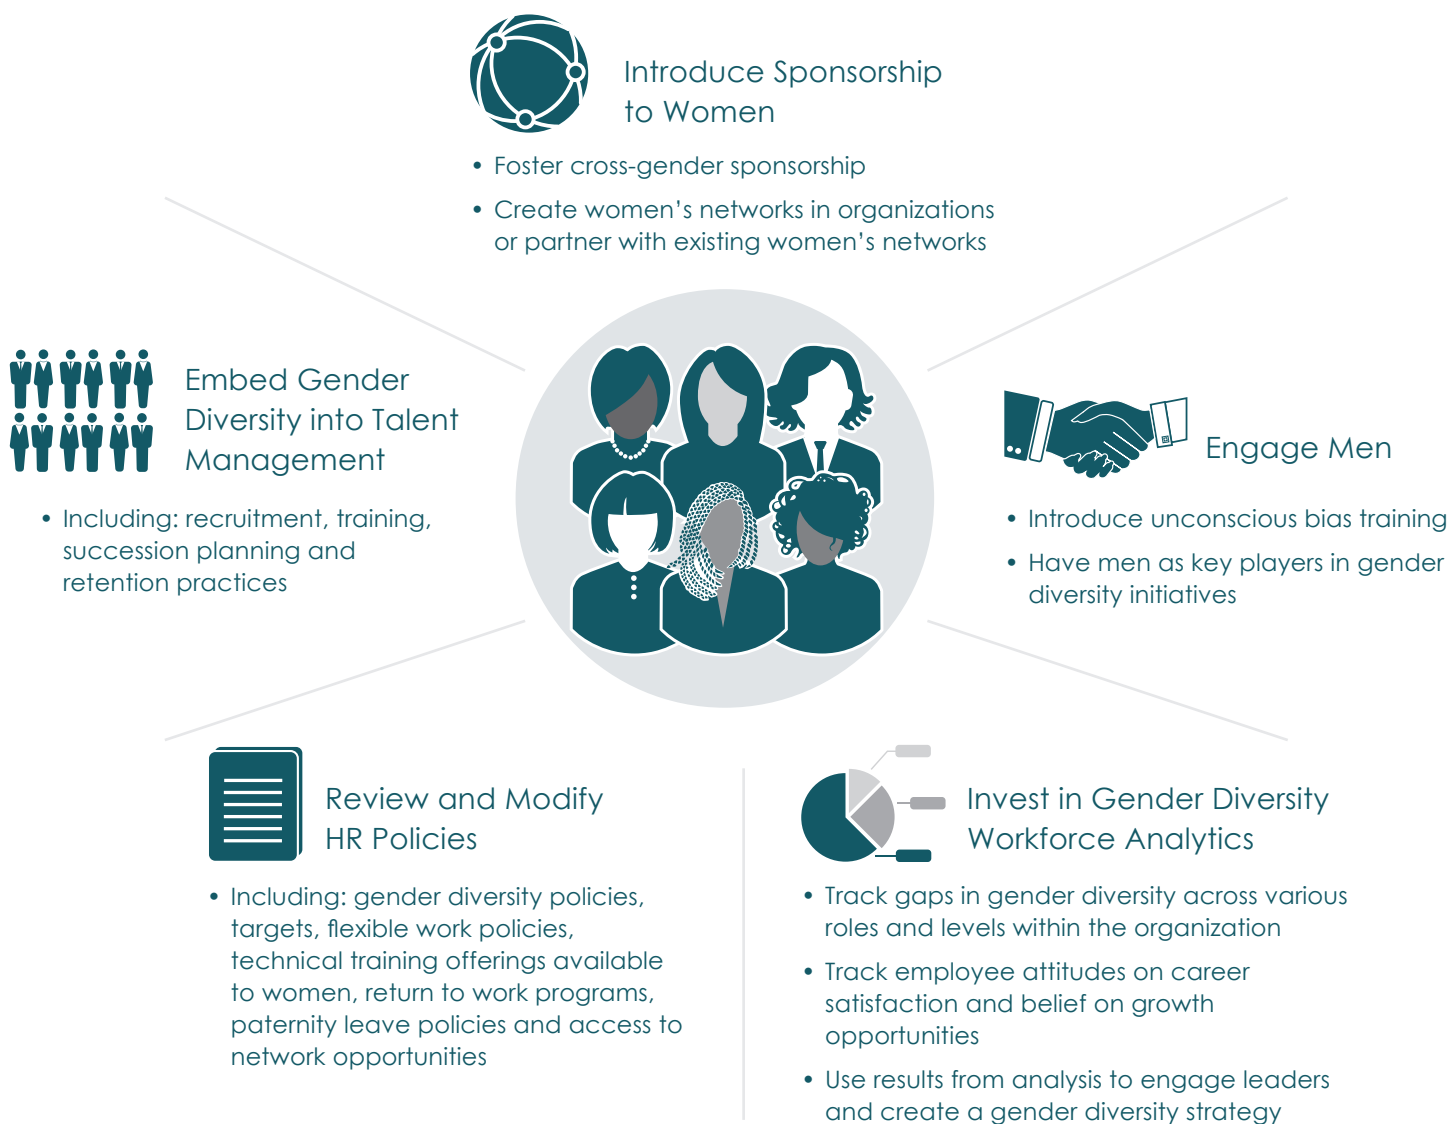 Introduce Sponsorship
to Women
• Foster cross-gender sponsorship
• Create women’s networks in organizations
or partner with existing women’s networks
Embed Gender
Diversity into Talent
Management
• Including: recruitment, training,
succession planning and
retention practices
Engage Men
• Introduce unconscious bias training
• Have men as key players in gender
diversity initiatives
Review and Modify
HR Policies
• Including: gender diversity policies,
targets, flexible work policies,
technical training offerings available
to women, return to work programs,
paternity leave policies and access to
network opportunities
Invest in Gender Diversity
Workforce Analytics
• Track gaps in gender diversity across various
roles and levels within the organization
• Track employee attitudes on career
satisfaction and belief on growth
opportunities
• Use results from analysis to engage leaders
and create a gender diversity strategy